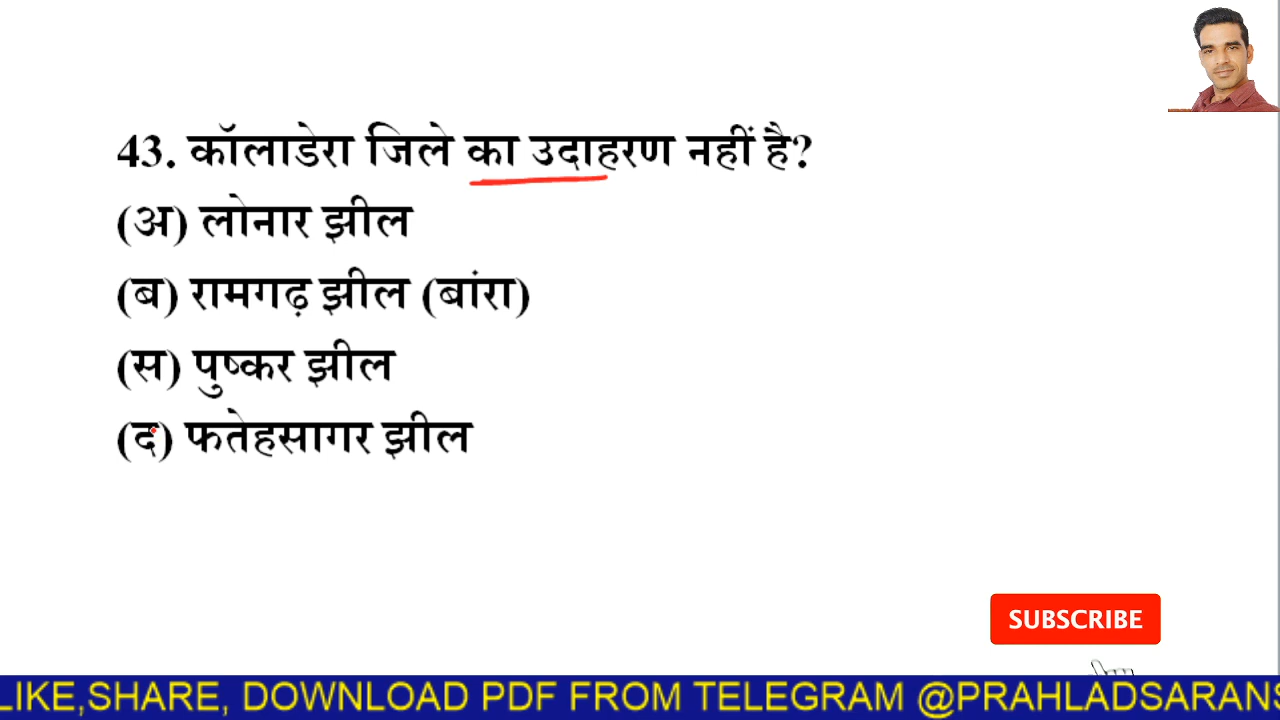 43. कॉलाडेरा जिले का उदाहरण नहीं है?
(अ) लोनार झील
(ब) रामगढ़ झील (बांरा)
(स) पुष्कर झील
(द) फतेहसागर झील
SUBSCRIBE
LIKE,SHARE, DOWNLOAD PDF FROM TELEGRAM @PRAHLADSARANS